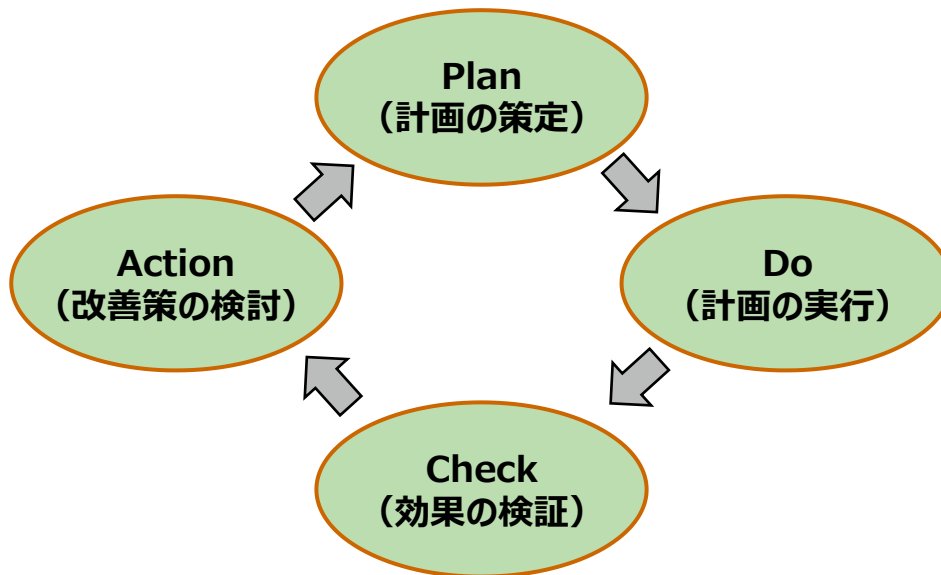 Plan
（計画の策定）
Do
（計画の実行）
Check
（効果の検証）
Action
（改善策の検討）